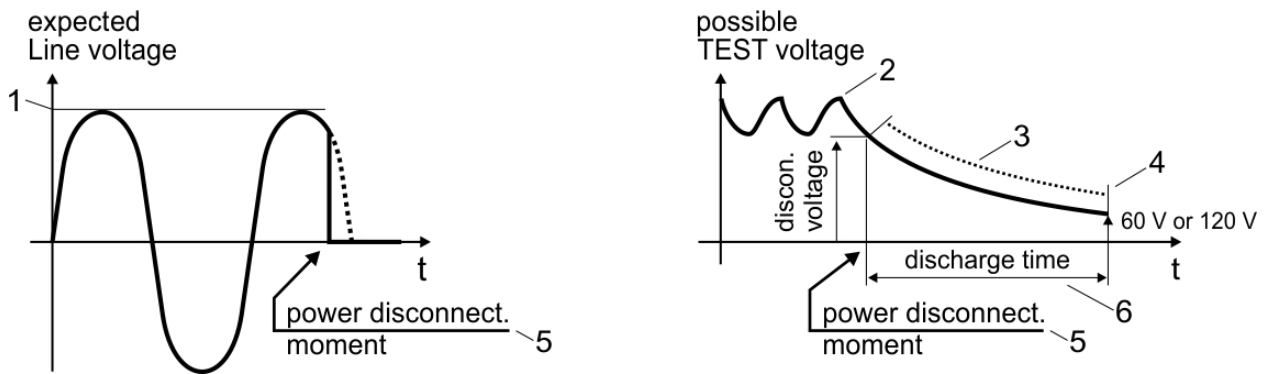 expected
Line voltage
1
t
power disconnect.
moment
5
possible
TEST voltage
2
3
4
discon.
voltage
60 V or 120 V
discharge time
t
6
power disconnect.
moment
5